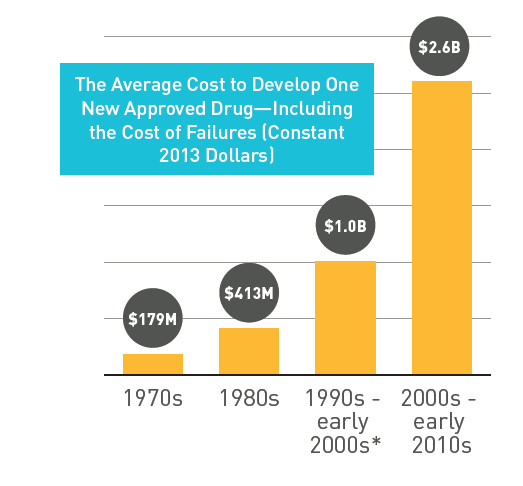 $2.6B
The Average Cost to Develop One
New Approved Drug—Including
the Cost of Failures (Constant
2013 Dollars)
$1.0B
$413M
$179M
1970s
1980s
1990s -
early
2000s*
2000s -
early
2010s